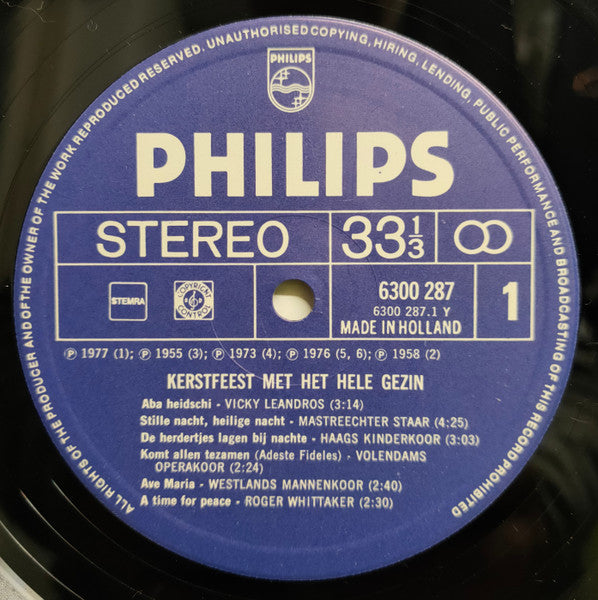 ALL RIGHTS OF THE PRODUCER AND OF THE OWNER OF THE WORK REPRODUCED RESERVED. UNAUTHORISED COPYING, HIRING, LENDING, PUBLIC PERFORMANCE AND BROADCASTING OF THIS RECORD PROHIBITED
PHILIPS
PHILIPS
STEREO 33 1/3
STEMRA COPYRIGHT CONTROL
6300 287
6300 287.1 Y
MADE IN HOLLAND
1
Ⓟ 1977 (1); Ⓟ 1955 (3); Ⓟ 1973 (4); Ⓟ 1976 (5, 6); Ⓟ 1958 (2)
KERSTFEEST MET HET HELE GEZIN
Aba heidschi - VICKY LEANDROS (3:14)
Stille nacht, heilige nacht - MASTREECHTER STAAR (4:25)
De herdertjes lagen bij nachte - HAAGS KINDERKOOR (3:03)
Komt allen tezamen (Adeste Fideles) - VOLENDAMS
OPERAKOOR (2:24)
Ave Maria - WESTLANDS MANNENKOOR (2:40)
A time for peace - ROGER WHITTAKER (2:30)